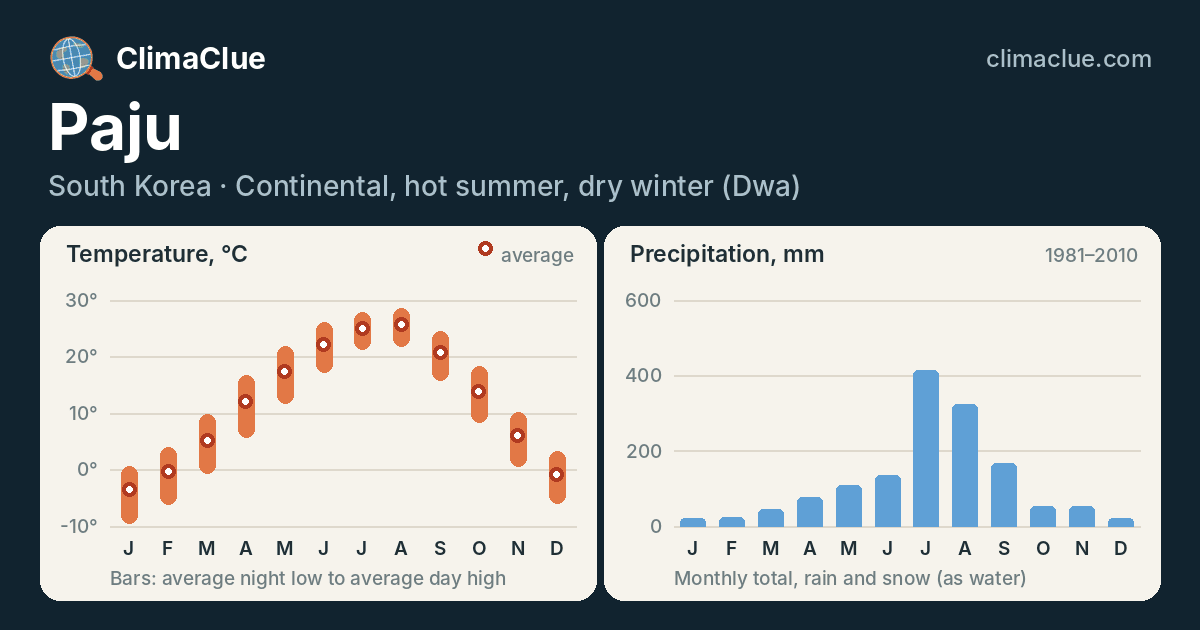 ClimaClue
climaclue.com
Paju
South Korea · Continental, hot summer, dry winter (Dwa)
Temperature, °C
average
30°
20°
10°
0°
-10°
J F M A M J J A S O N D
Bars: average night low to average day high
Precipitation, mm
1981–2010
600
400
200
0
J F M A M J J A S O N D
Monthly total, rain and snow (as water)